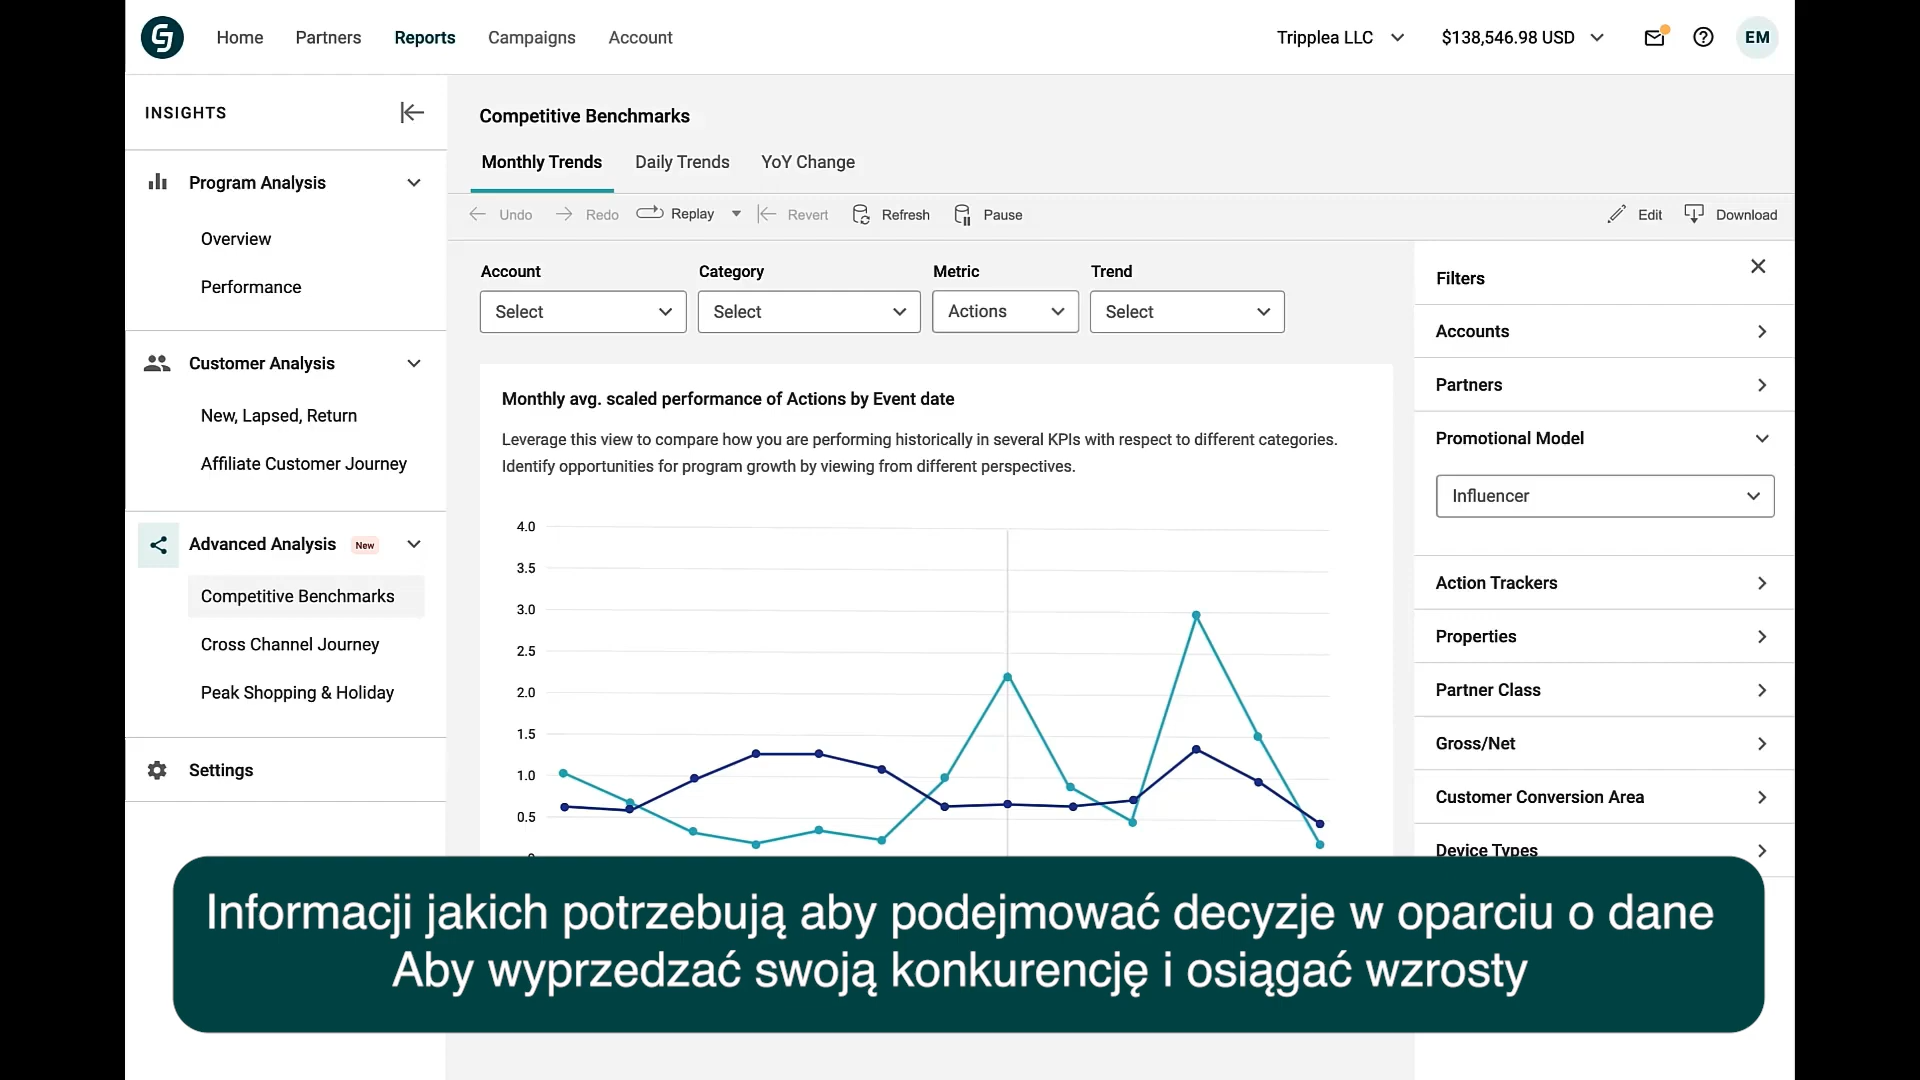 Home
Partners
Reports
Campaigns
Account
Tripplea LLC
$138,546.98 USD
EM
INSIGHTS
Program Analysis
Overview
Performance
Customer Analysis
New, Lapsed, Return
Affiliate Customer Journey
Advanced Analysis New
Competitive Benchmarks
Cross Channel Journey
Peak Shopping & Holiday
Settings
Competitive Benchmarks
Monthly Trends
Daily Trends
YoY Change
Undo
Redo
Replay
Revert
Refresh
Pause
Edit
Download
Account
Category
Metric
Trend
Select
Select
Actions
Select
Monthly avg. scaled performance of Actions by Event date
Leverage this view to compare how you are performing historically in several KPIs with respect to different categories.
Identify opportunities for program growth by viewing from different perspectives.
4.0
3.5
3.0
2.5
2.0
1.5
1.0
0.5
Filters
Accounts
Partners
Promotional Model
Influencer
Action Trackers
Properties
Partner Class
Gross/Net
Customer Conversion Area
Device Types
Informacji jakich potrzebują aby podejmować decyzje w oparciu o dane
Aby wyprzedzać swoją konkurencję i osiągać wzrosty